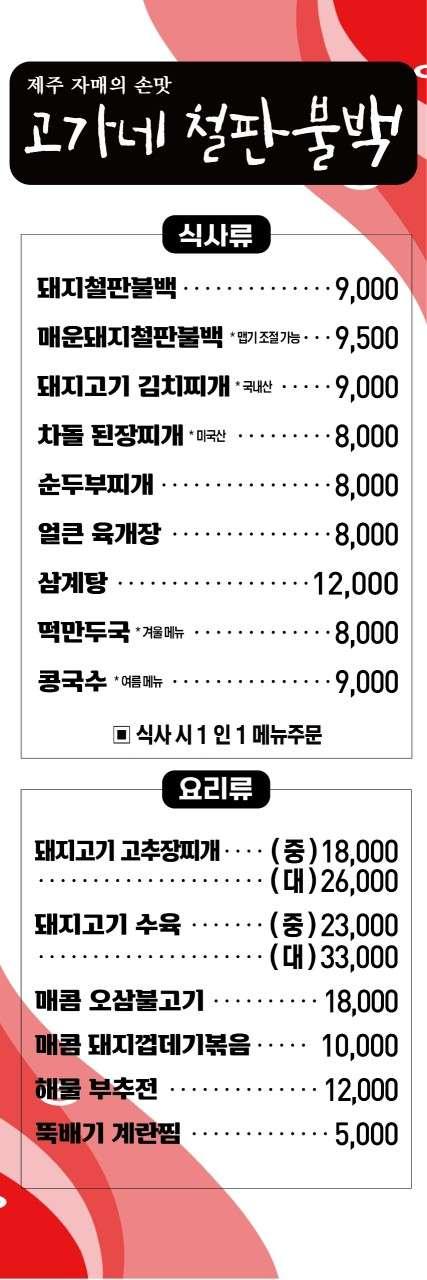 제주 자매의 손맛
고가네 철판불백
식사류
돼지철판불백 ·············· 9,000
매운돼지철판불백 *맵기 조절 가능 ··· 9,500
돼지고기 김치찌개 *국내산 ····· 9,000
차돌 된장찌개 *미국산 ········· 8,000
순두부찌개 ················ 8,000
얼큰 육개장 ··············· 8,000
삼계탕 ·················· 12,000
떡만두국 *겨울메뉴 ············· 8,000
콩국수 *여름메뉴 ··············· 9,000
▣ 식사 시 1 인 1 메뉴주문
요리류
돼지고기 고추장찌개 ···· (중) 18,000
······················ (대) 26,000
돼지고기 수육 ······· (중) 23,000
······················ (대) 33,000
매콤 오삼불고기 ·········· 18,000
매콤 돼지껍데기볶음 ····· 10,000
해물 부추전 ·············· 12,000
뚝배기 계란찜 ············· 5,000